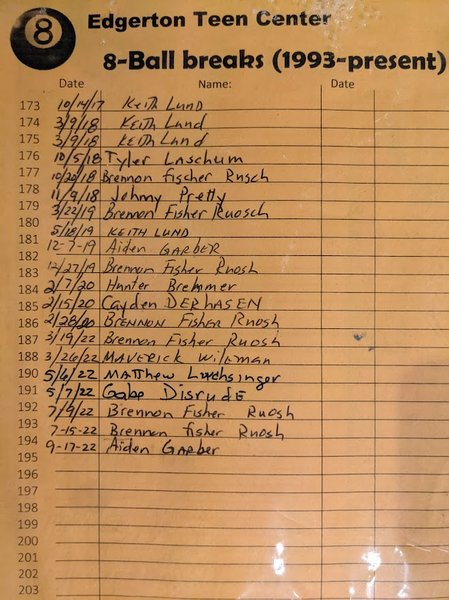 8
Edgerton Teen Center
8-Ball breaks (1993-present)
Date Name: Date
173 10/14/17 Keith Lund
174 3/9/18 Keith Lund
175 3/9/18 Keith Lund
176 10/5/18 Tyler Laschum
177 10/20/18 Brennon fischer Rusch
178 11/9/18 Johny Pretty
179 3/22/19 Brennon Fisher Ruosch
180
181 5/18/19 KEITH LUND
182 12-7-19 Aiden GARBER
183 12/27/19 Brennon Fisher Ruosh
184 2/7/20 Hunter Bremmer
185 2/15/20 Cayden DERHASEN
186 2/28/20 BRENNON FISHER Ruosh
187 3/19/22 Brennon Fisher Ruosh
188 3/26/22 MAVERICK Willman
190 5/6/22 MATTHEW Luchsinger
191 5/7/22 Gabe DISRUDE
192 7/9/22 Brennon Fisher Ruosh
193 7-15-22 Brennon fisher Ruosh
194 9-17-22 Aiden GARBER
195
196
197
198
199
200
201
202
203